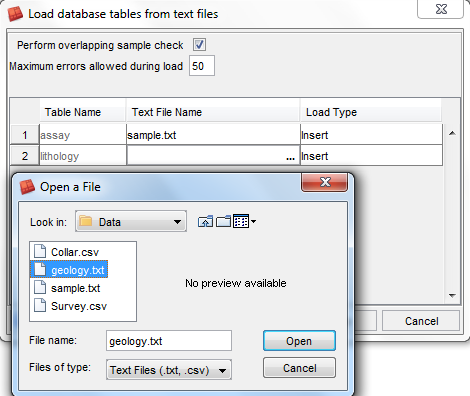 Load database tables from text files
Perform overlapping sample check
Maximum errors allowed during load 50
Table Name Text File Name Load Type
1 assay sample.txt Insert
2 lithology ... Insert
Open a File
Look in: Data
Collar.csv
geology.txt
sample.txt
Survey.csv
No preview available
File name: geology.txt Open
Files of type: Text Files (.txt, .csv) Cancel
Cancel